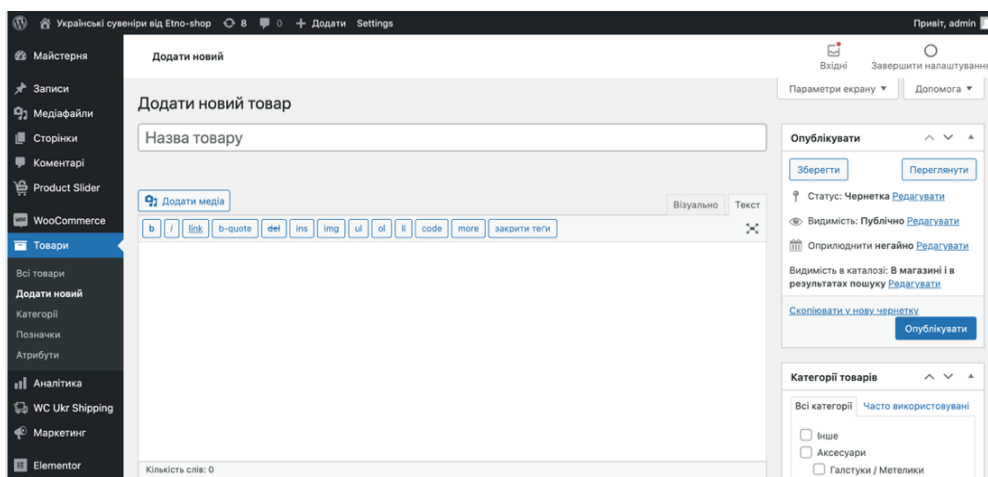 Українські сувеніри від Etno-shop 8 0 + Додати Settings Привіт, admin
Майстерня
Записи
Медіафайли
Сторінки
Коментарі
Product Slider
WooCommerce
Товари
Всі товари
Додати новий
Категорії
Позначки
Атрибути
Аналітика
WC Ukr Shipping
Маркетинг
Elementor
Додати новий
Вхідні
Завершити налаштування
Параметри екрану
Допомога
Додати новий товар
Назва товару
Додати медіа
Візуально Текст
b i link b-quote del ins img ul ol li code more закрити теґи
Кількість слів: 0
Опублікувати
Зберегти Переглянути
Статус: Чернетка Редагувати
Видимість: Публічно Редагувати
Оприлюднити негайно Редагувати
Видимість в каталозі: В магазині і в
результатах пошуку Редагувати
Скопіювати у нову чернетку
Опублікувати
Категорії товарів
Всі категорії Часто використовувані
Інше
Аксесуари
Галстуки / Метелики